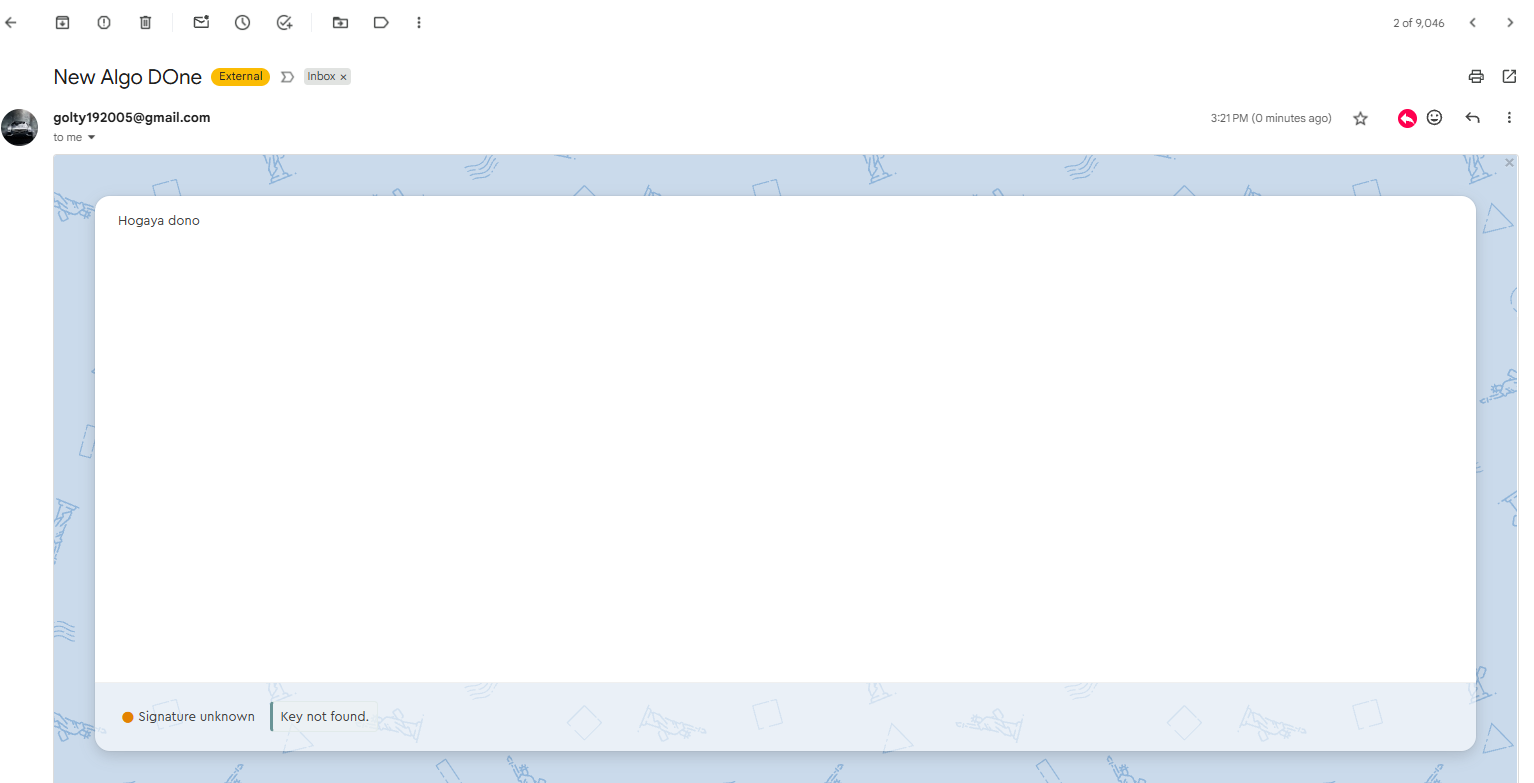 2 of 9,046
New Algo DOne External Inbox ×
golty192005@gmail.com 3:21 PM (0 minutes ago)
to me
Hogaya dono
Signature unknown Key not found.